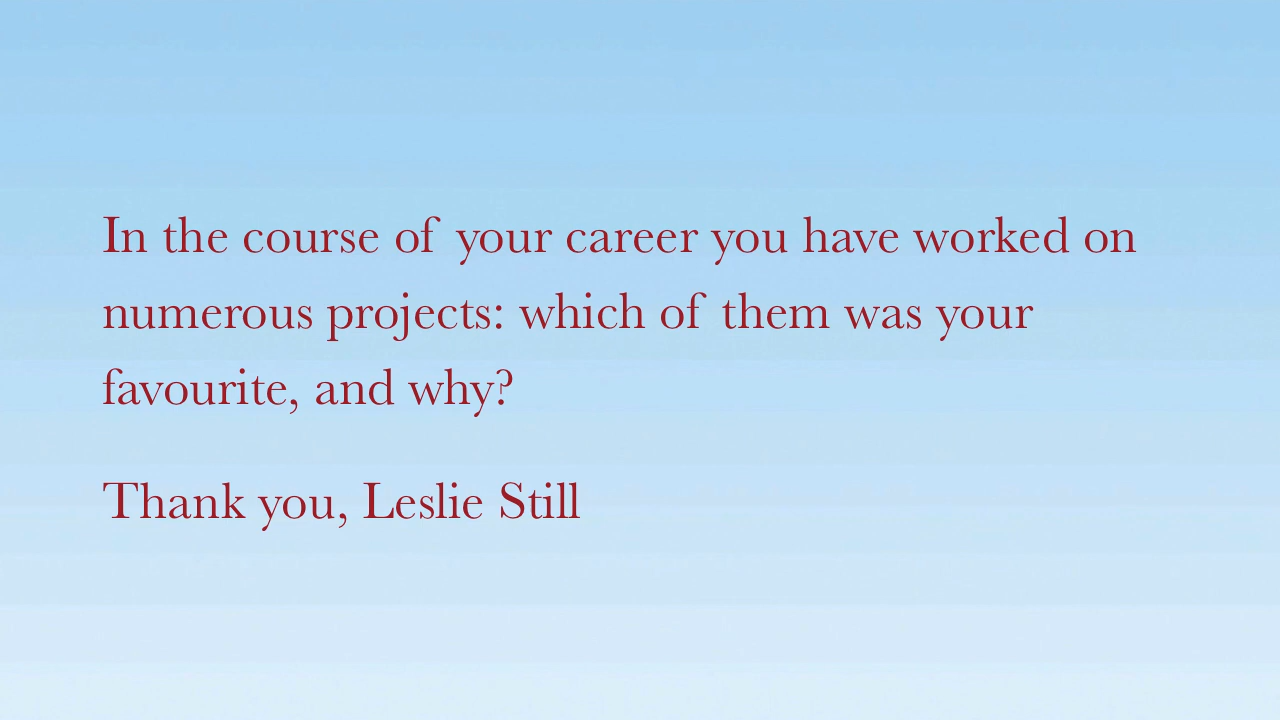 In the course of your career you have worked on
numerous projects: which of them was your
favourite, and why?
Thank you, Leslie Still